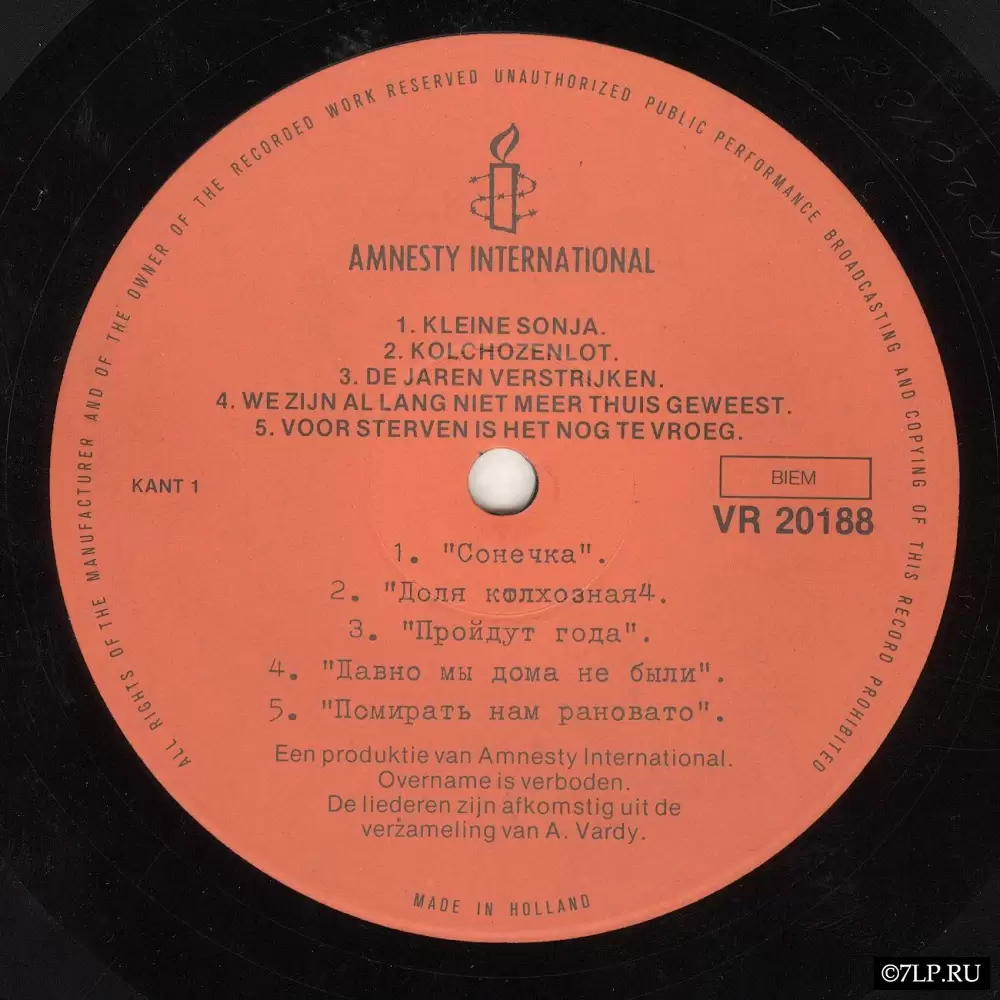 ALL RIGHTS OF THE MANUFACTURER AND OF THE OWNER OF THE RECORDED WORK RESERVED UNAUTHORIZED PUBLIC PERFORMANCE BROADCASTING AND COPYING OF THIS RECORD PROHIBITED
AMNESTY INTERNATIONAL
1. KLEINE SONJA.
2. KOLCHOZENLOT.
3. DE JAREN VERSTRIJKEN.
4. WE ZIJN AL LANG NIET MEER THUIS GEWEEST.
5. VOOR STERVEN IS HET NOG TE VROEG.
KANT 1
BIEM
VR 20188
1. "Сонечка".
2. "Доля колхозная4.
3. "Пройдут года".
4. "Давно мы дома не были".
5. "Помирать нам рановато".
Een produktie van Amnesty International.
Overname is verboden.
De liederen zijn afkomstig uit de
verżameling van A. Vardy.
MADE IN HOLLAND
©7LP.RU